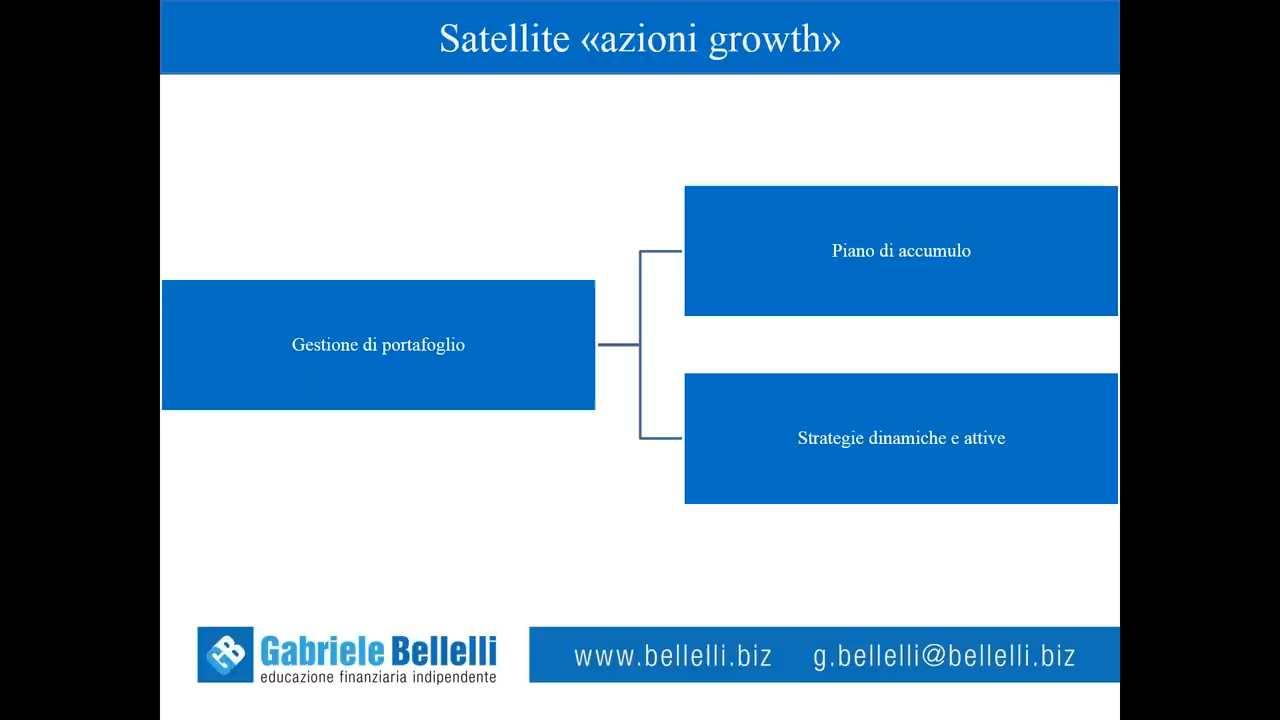 Satellite «azioni growth»
Gestione di portafoglio
Piano di accumulo
Strategie dinamiche e attive
Gabriele Bellelli
educazione finanziaria indipendente
www.bellelli.biz g.bellelli@bellelli.biz